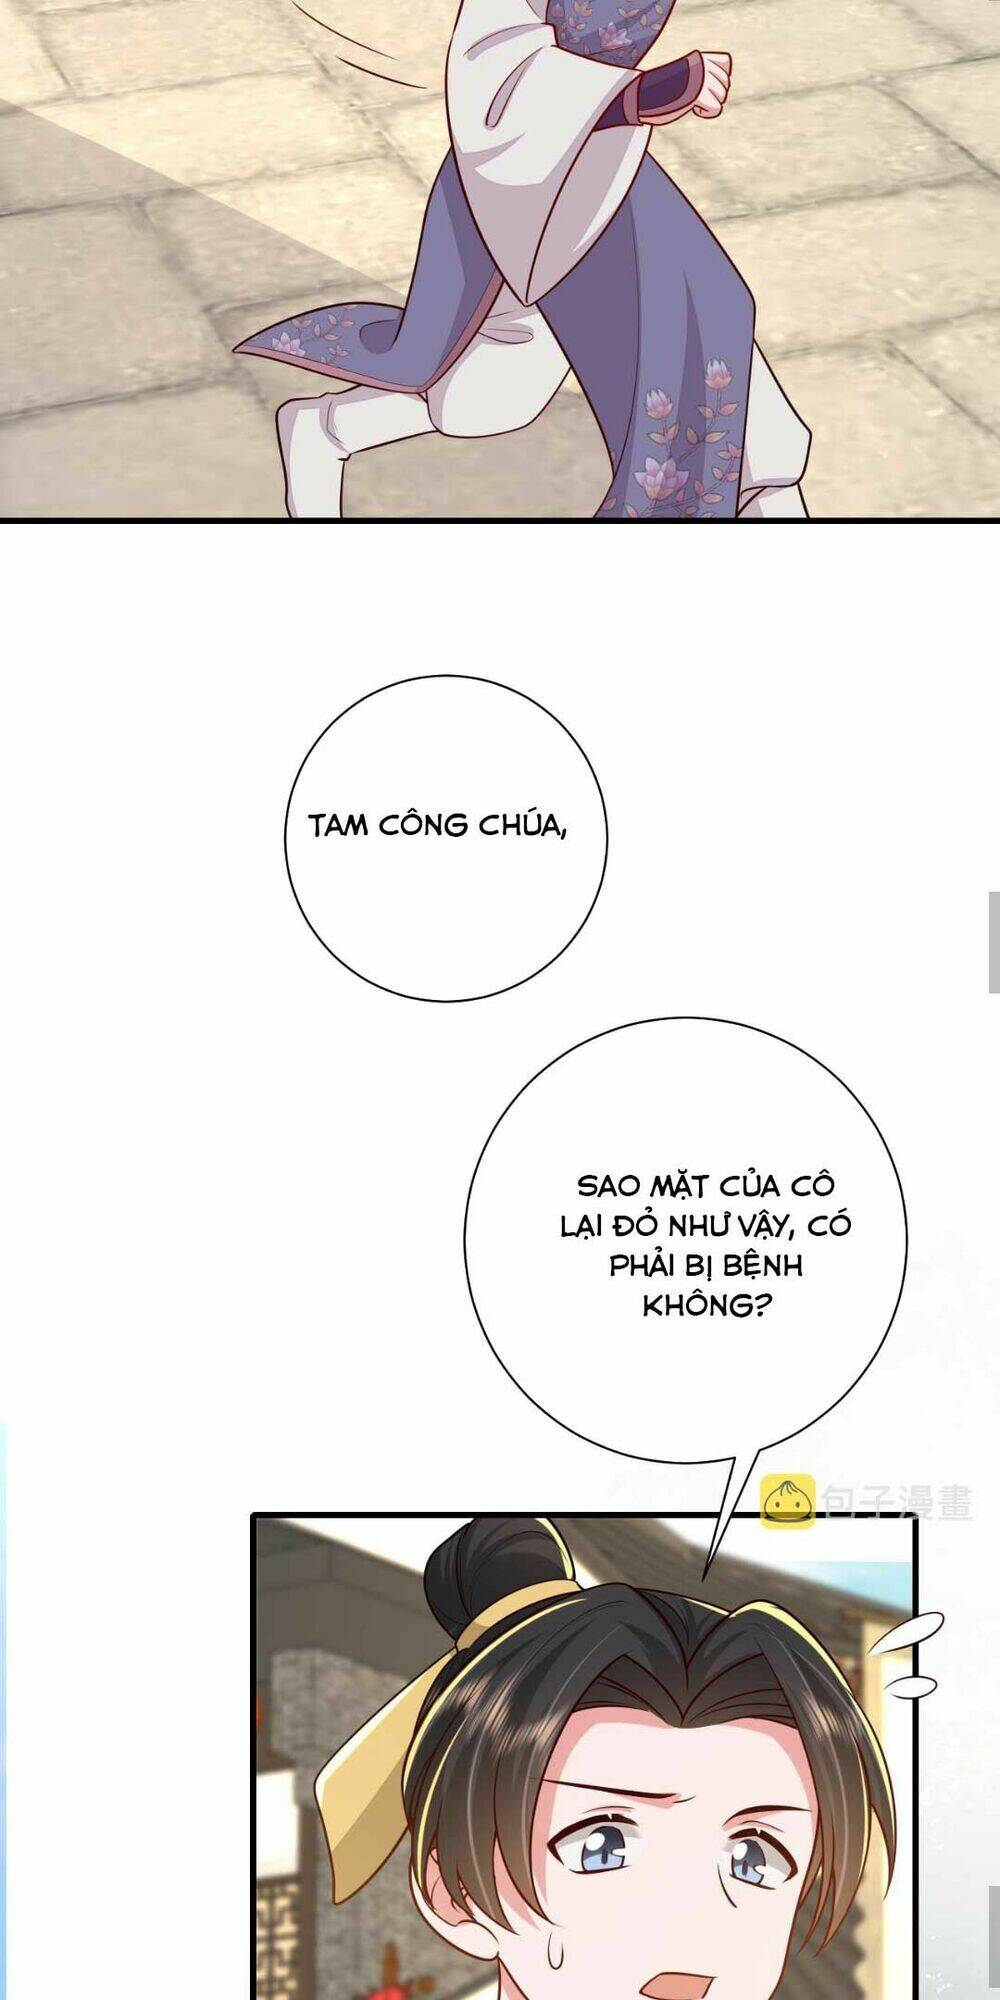 TAM CÔNG CHÚA,
SAO MẶT CỦA CÔ
LẠI ĐỎ NHƯ VẬY, CÓ
PHẢI BỊ BỆNH
KHÔNG?
包子漫畫